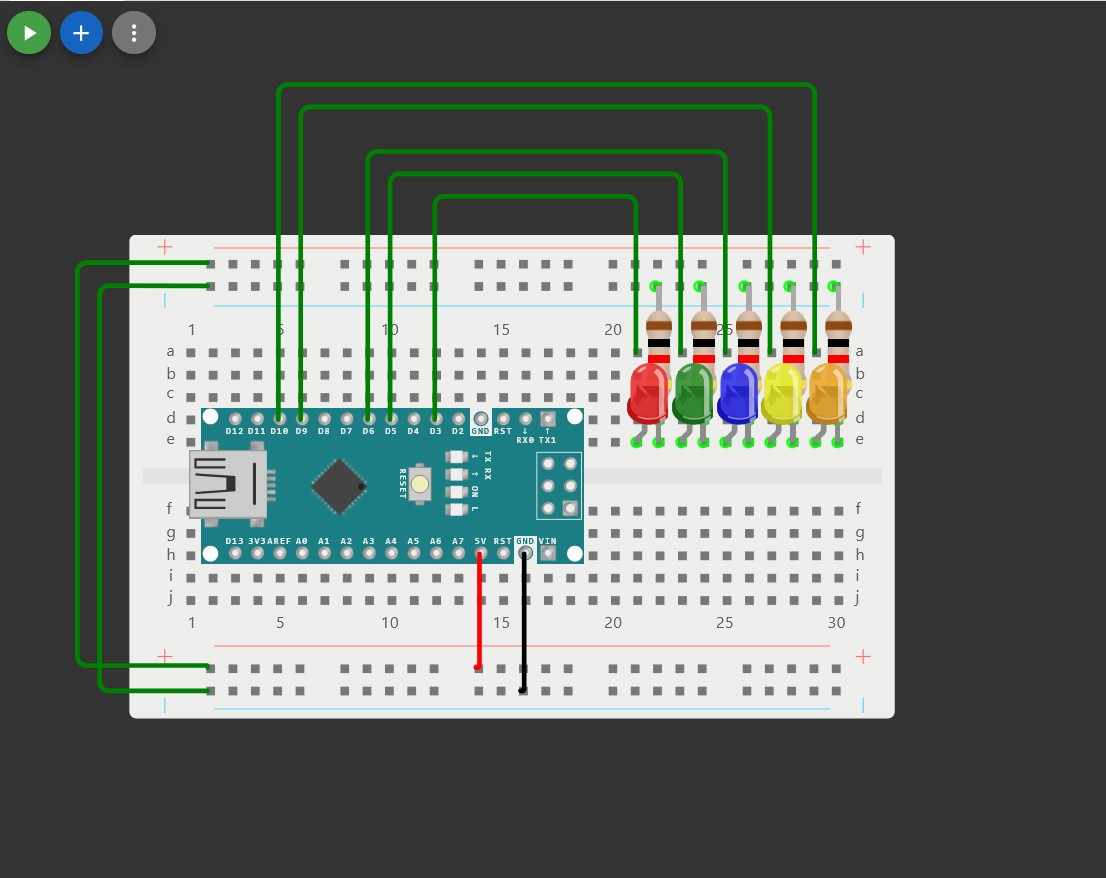 1 5 10 15 20 25
a a
b b
c c
d d
e e
D12 D11 D10 D9 D8 D7 D6 D5 D4 D3 D2 GND RST RX0 TX1
TX RX ON L
RESET
f f
g g
h h
D13 3V3 AREF A0 A1 A2 A3 A4 A5 A6 A7 5V RST GND VIN
i i
j j
1 5 10 15 20 25 30